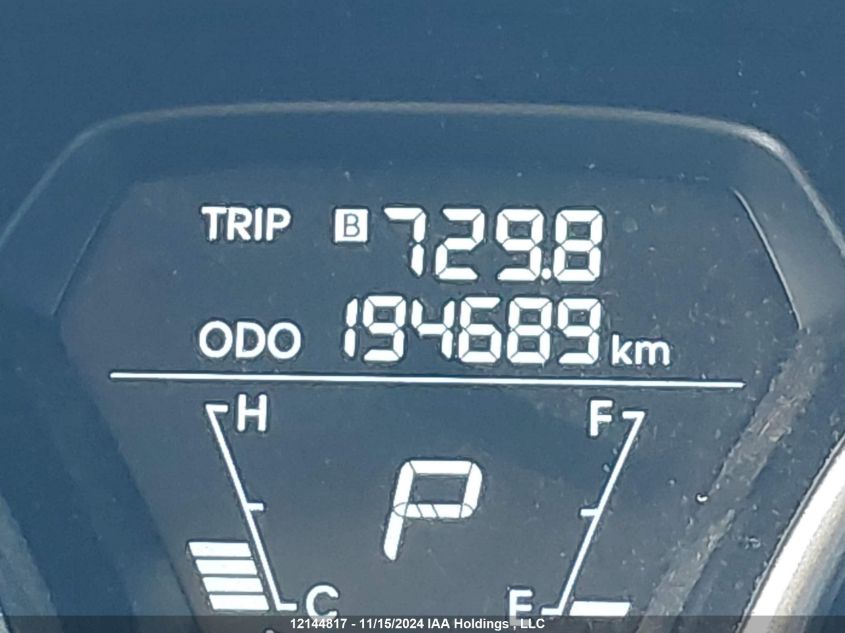 TRIP B 729.8
ODO 194689 km
H F
P
C E
12144817 - 11/15/2024 IAA Holdings , LLC